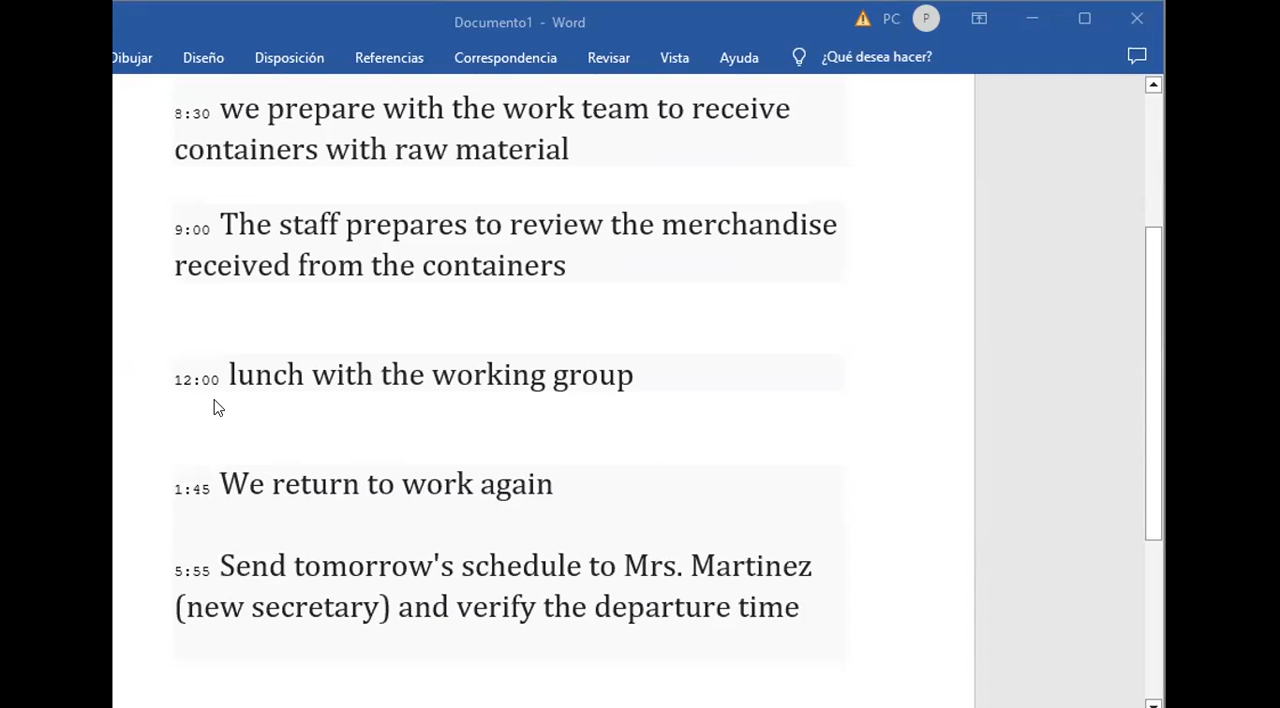 Documento1 - Word
PC
P
Dibujar Diseño Disposición Referencias Correspondencia Revisar Vista Ayuda ¿Qué desea hacer?
8:30 we prepare with the work team to receive
containers with raw material
9:00 The staff prepares to review the merchandise
received from the containers
12:00 lunch with the working group
1:45 We return to work again
5:55 Send tomorrow's schedule to Mrs. Martinez
(new secretary) and verify the departure time